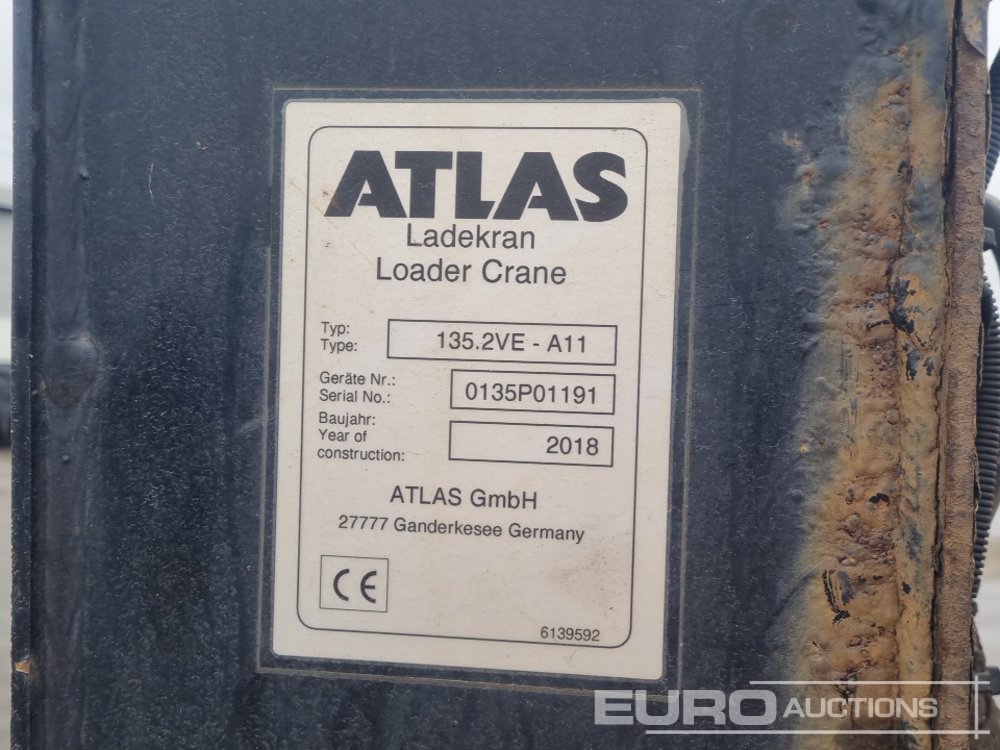 ATLAS
Ladekran
Loader Crane
Typ:
Type:
135.2VE - A11
Geräte Nr.:
Serial No.:
0135P01191
Baujahr:
Year of
construction:
2018
ATLAS GmbH
27777 Ganderkesee Germany
CE
6139592
EURO AUCTIONS